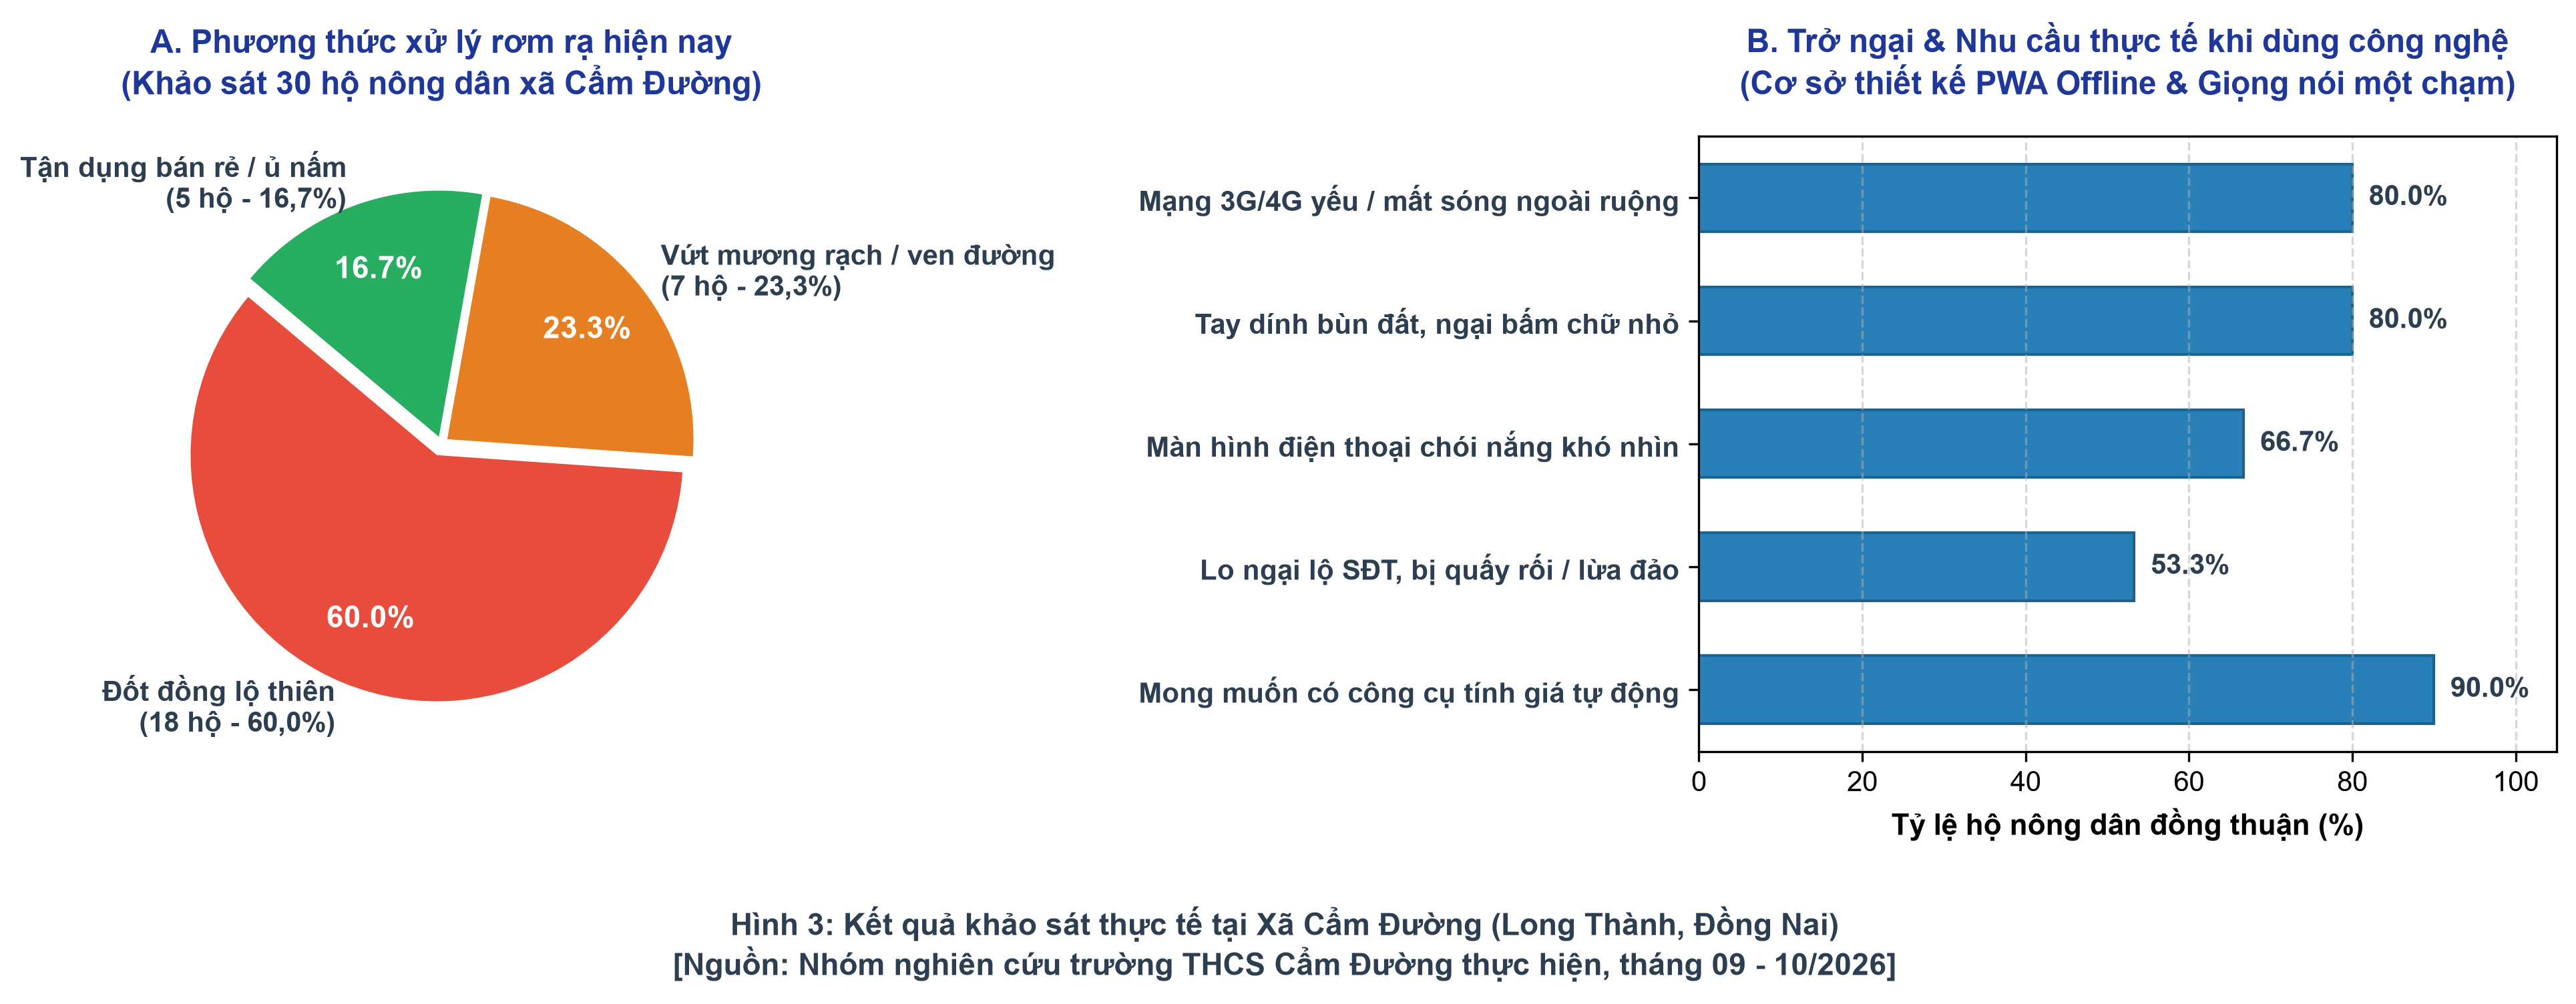 A. Phương thức xử lý rơm rạ hiện nay
(Khảo sát 30 hộ nông dân xã Cẩm Đường)
Tận dụng bán rẻ / ủ nấm
(5 hộ - 16,7%)
Vứt mương rạch / ven đường
(7 hộ - 23,3%)
16.7%
23.3%
60.0%
Đốt đồng lộ thiên
(18 hộ - 60,0%)
B. Trở ngại & Nhu cầu thực tế khi dùng công nghệ
(Cơ sở thiết kế PWA Offline & Giọng nói một chạm)
Mạng 3G/4G yếu / mất sóng ngoài ruộng
80.0%
Tay dính bùn đất, ngại bấm chữ nhỏ
80.0%
Màn hình điện thoại chói nắng khó nhìn
66.7%
Lo ngại lộ SĐT, bị quấy rối / lừa đảo
53.3%
Mong muốn có công cụ tính giá tự động
90.0%
0 20 40 60 80 100
Tỷ lệ hộ nông dân đồng thuận (%)
Hình 3: Kết quả khảo sát thực tế tại Xã Cẩm Đường (Long Thành, Đồng Nai)
[Nguồn: Nhóm nghiên cứu trường THCS Cẩm Đường thực hiện, tháng 09 - 10/2026]